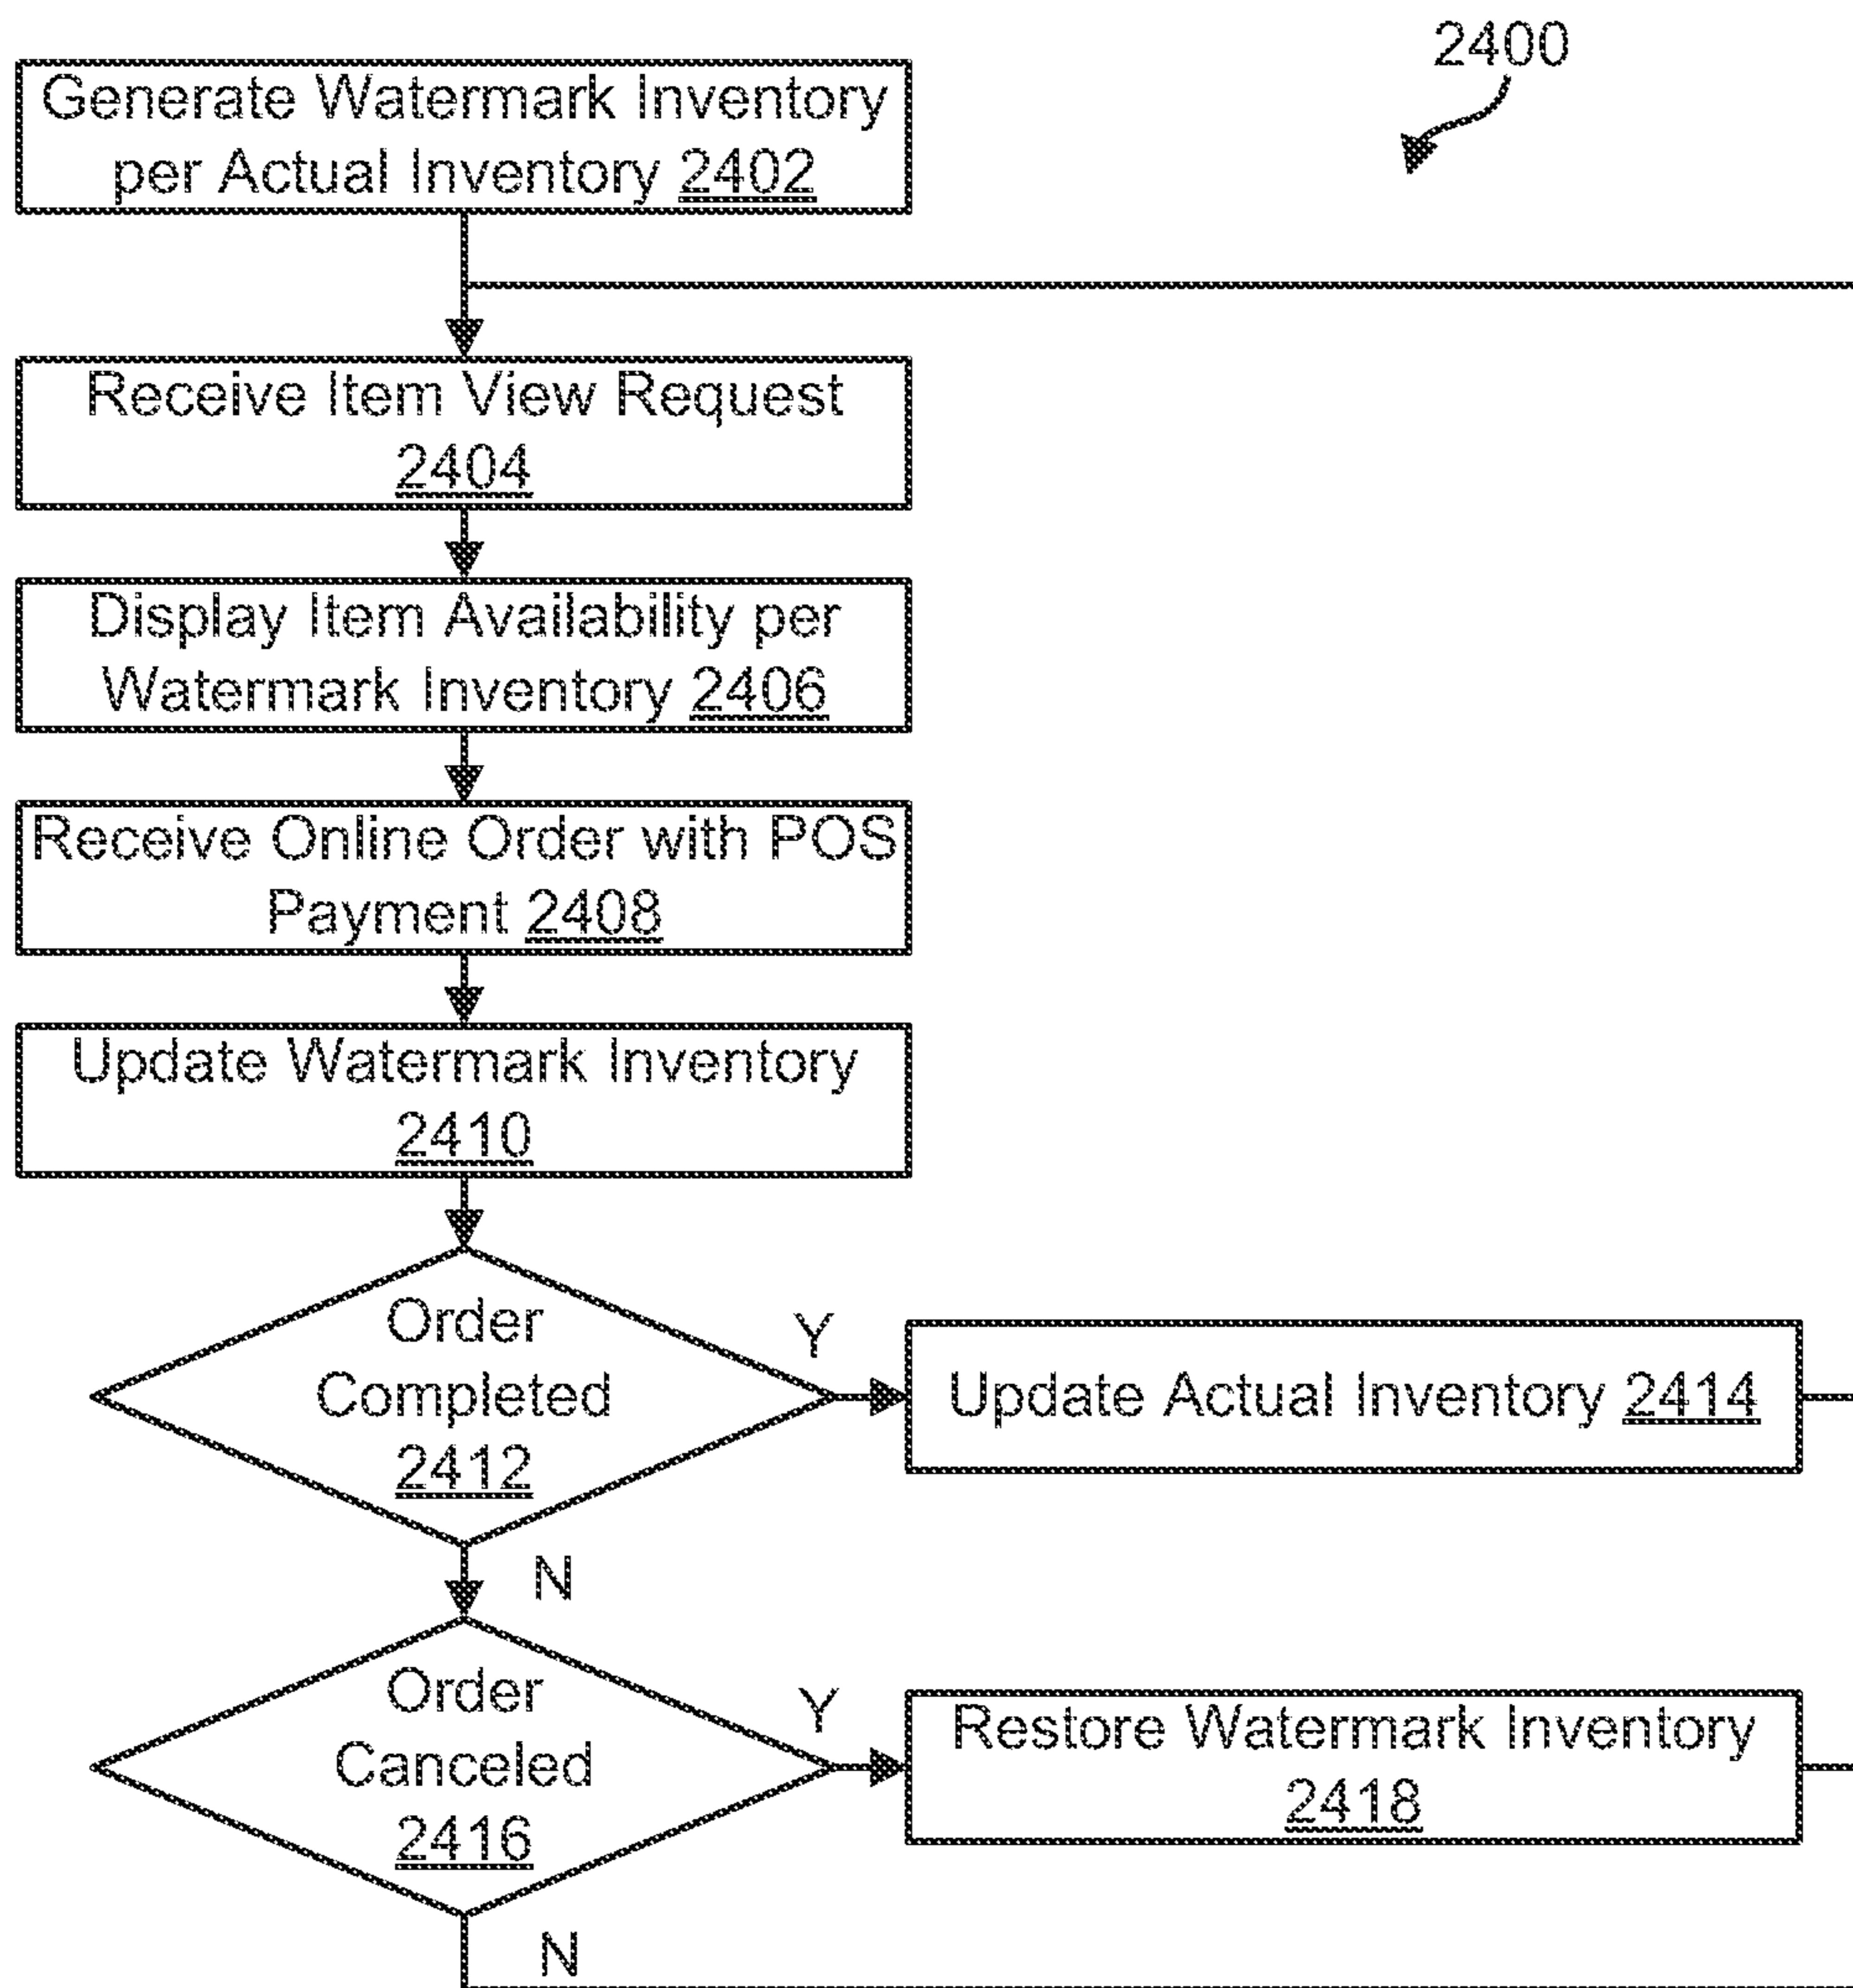 2400
Generate Watermark Inventory
per Actual Inventory 2402
Receive Item View Request
2404
Display Item Availability per
Watermark Inventory 2406
Receive Online Order with POS
Payment 2408
Update Watermark Inventory
2410
Order
Completed
2412
Y
Update Actual Inventory 2414
N
Order
Canceled
2416
Y
Restore Watermark Inventory
2418
N